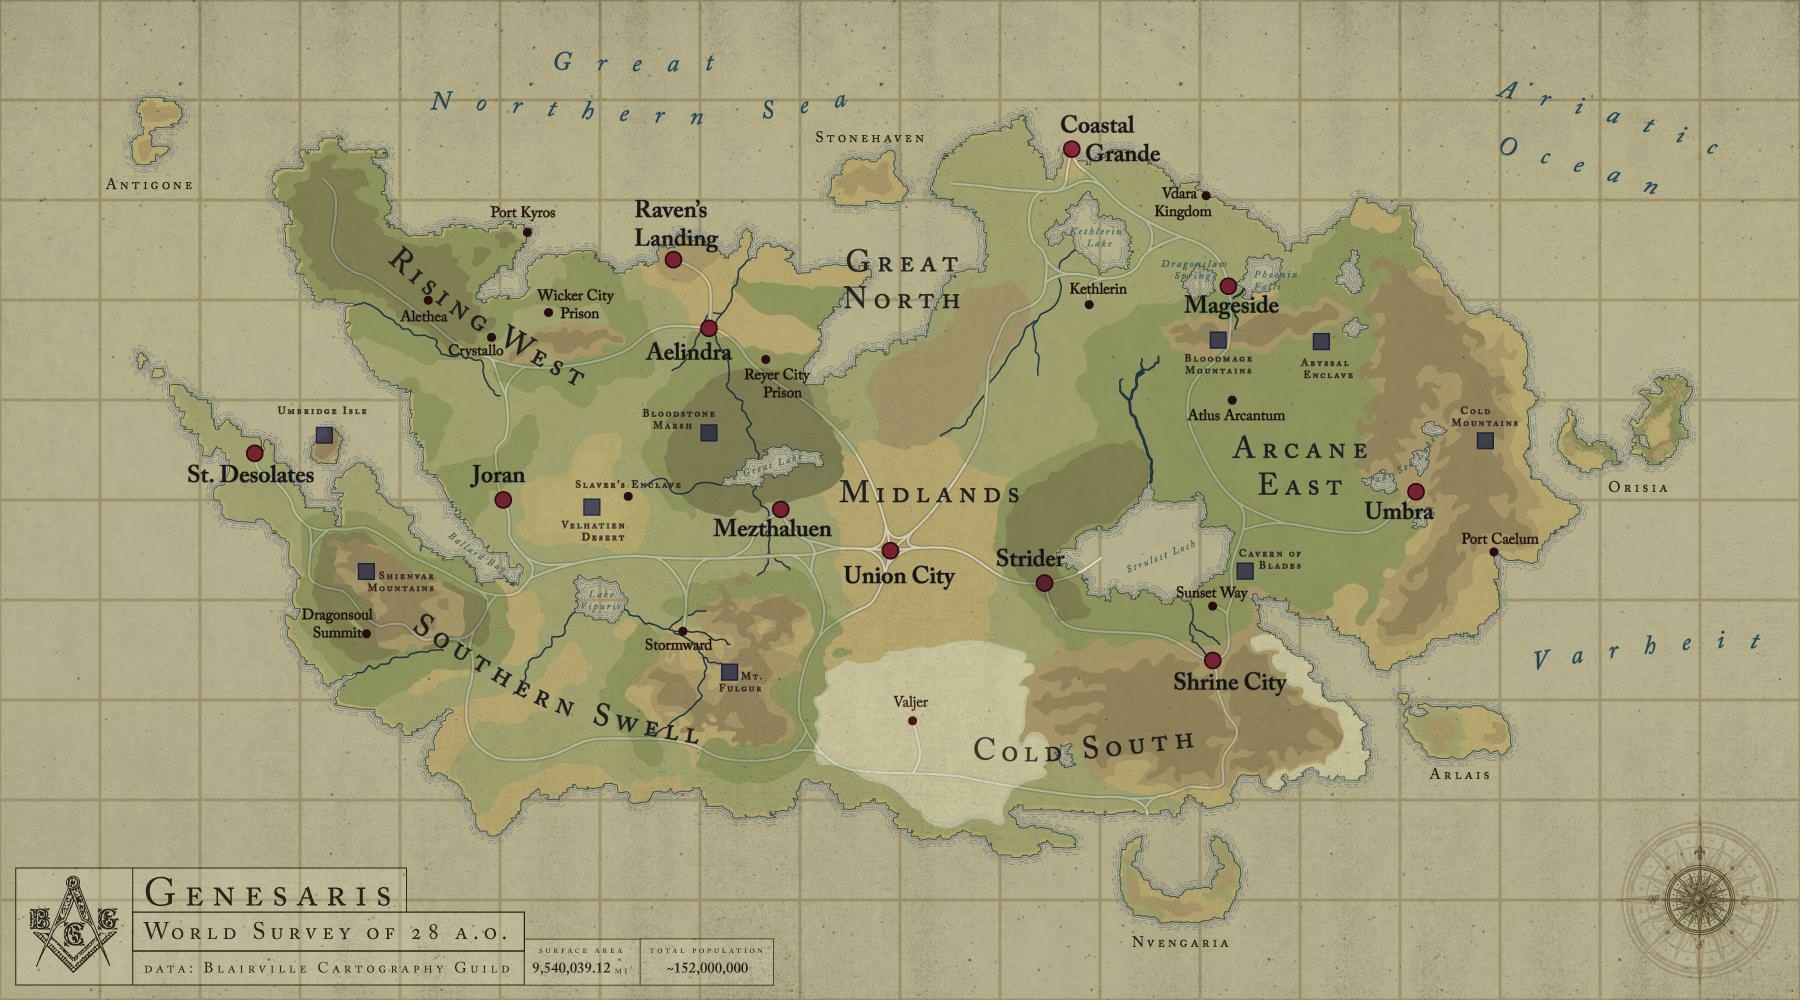 Great
Northern Sea
Ariatic
Ocean
Stonehaven
Antigone
Coastal
Grande
Vdara
Kingdom
Port Kyros
Raven's
Landing
Kethlerin
Lake
Great
North
Rising West
Dragonslaw
Springs
Phoenix
Falls
Kethlerin
Mageside
Wicker City
Prison
Alethea
Crystallo
Aelindra
Reyer City
Prison
Bloodmage
Mountains
Abyssal
Enclave
Umbridge Isle
Bloodstone
Marsh
Atlus Arcantum
Cold
Mountains
Arcane
East
St. Desolates
Joran
Great Lake
Slaver's Enclave
Velhatien
Desert
Midlands
Mezthaluen
Umbra
Orisia
Port Caelum
Ballard Bay
Union City
Strider
Strulest Loch
Cavern of
Blades
Shienvar
Mountains
Lake
Vipuris
Sunset Way
Dragonsoul
Summit
Stormward
Southern Swell
Mt.
Fulgur
Varheit
Shrine City
Valjer
Cold South
Arlais
Nvengaria
Genesaris
World Survey of 28 A.O.
data: Blairville Cartography Guild
surface area
9,540,039.12 mi²
total population
~152,000,000